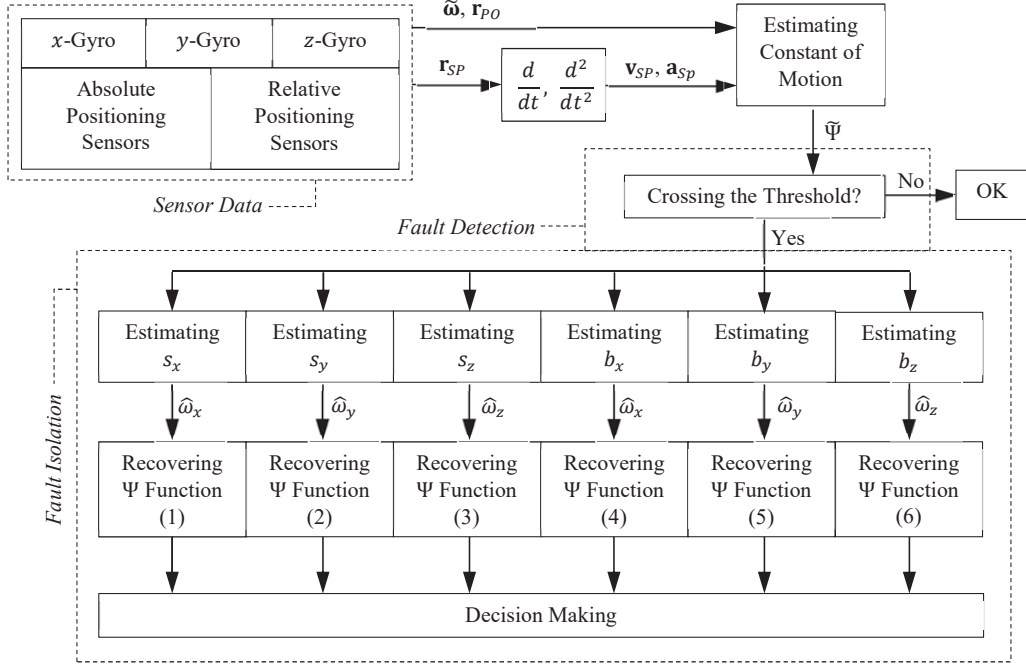 x-Gyro
y-Gyro
z-Gyro
Absolute
Positioning
Sensors
Relative
Positioning
Sensors
Sensor Data
𝛚̃, r_PO
r_SP
d/dt, d²/dt²
v_SP, a_Sp
Estimating
Constant of
Motion
Ψ̃
Crossing the Threshold?
No
OK
Fault Detection
Yes
Fault Isolation
Estimating
s_x
Estimating
s_y
Estimating
s_z
Estimating
b_x
Estimating
b_y
Estimating
b_z
ω̂_x
ω̂_y
ω̂_z
ω̂_x
ω̂_y
ω̂_z
Recovering
Ψ Function
(1)
Recovering
Ψ Function
(2)
Recovering
Ψ Function
(3)
Recovering
Ψ Function
(4)
Recovering
Ψ Function
(5)
Recovering
Ψ Function
(6)
Decision Making